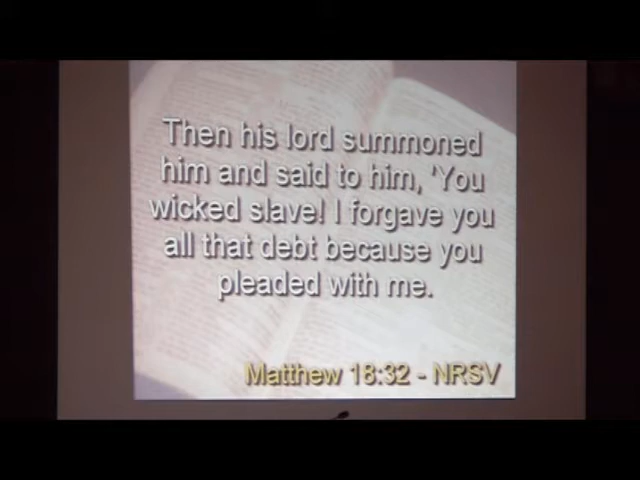 Then his lord summoned
him and said to him, 'You
wicked slave! I forgave you
all that debt because you
pleaded with me.
Matthew 18:32 - NRSV